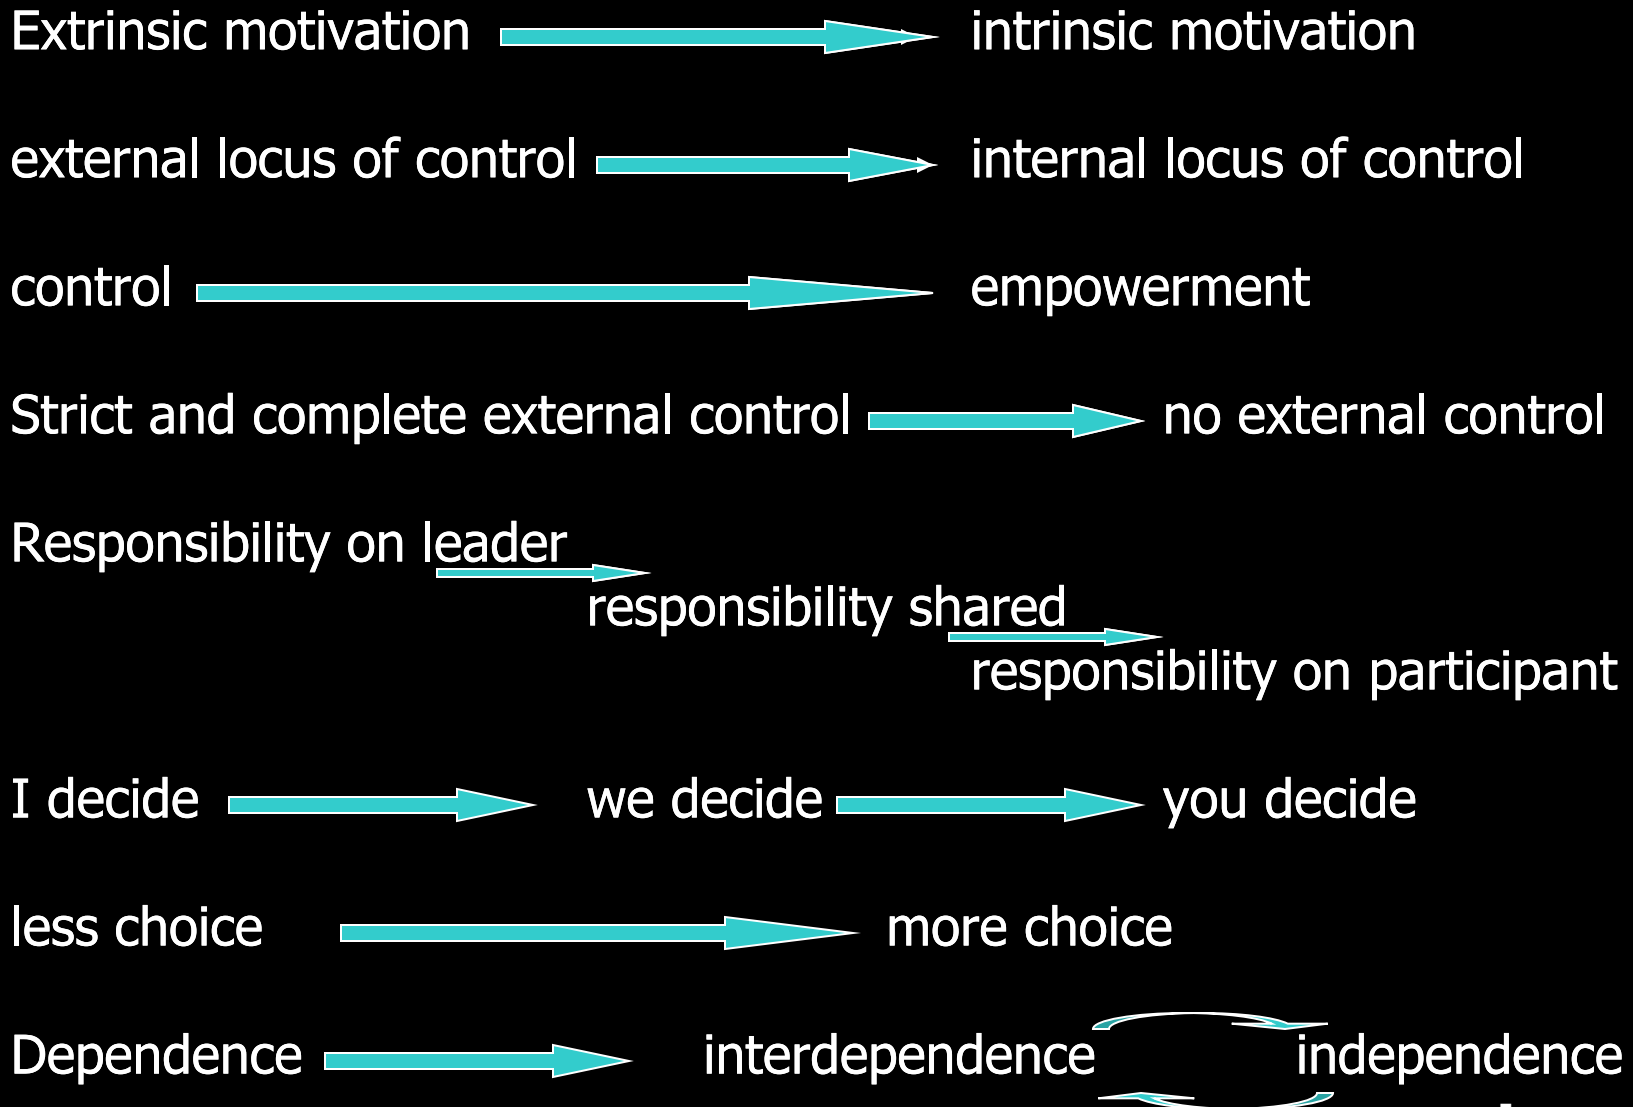 Extrinsic motivation intrinsic motivation
external locus of control internal locus of control
control empowerment
Strict and complete external control no external control
Responsibility on leader
responsibility shared
responsibility on participant
I decide we decide you decide
less choice more choice
Dependence interdependence independence